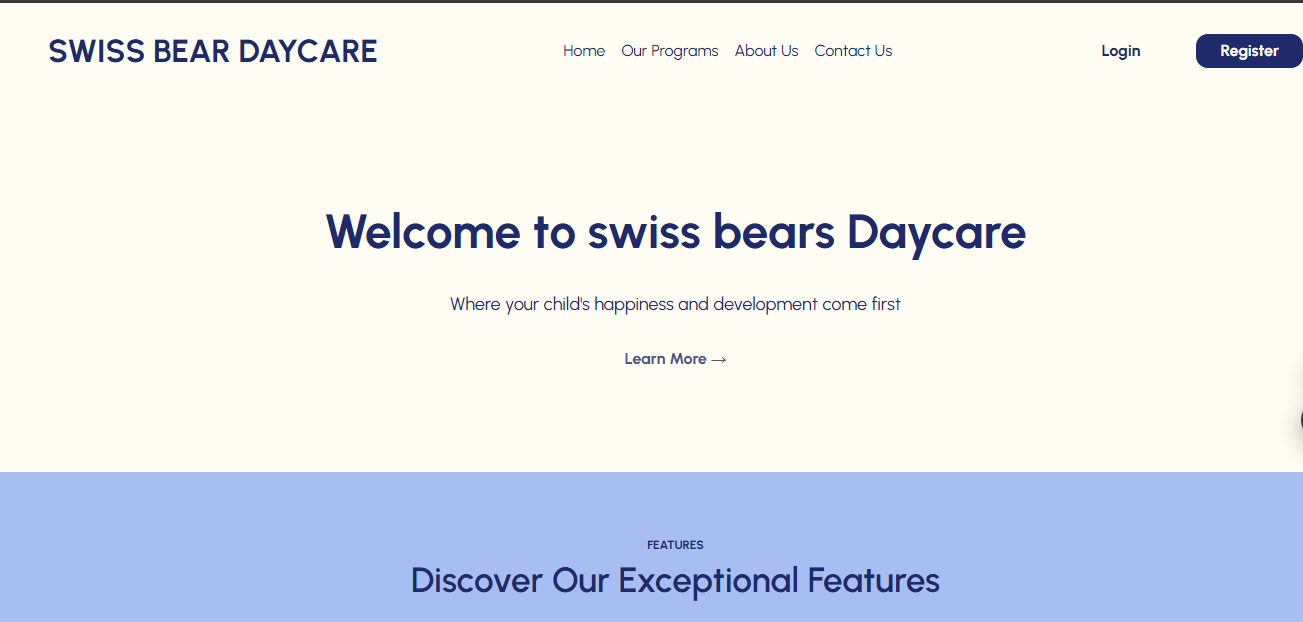 SWISS BEAR DAYCARE
Home Our Programs About Us Contact Us
Login
Register
Welcome to swiss bears Daycare
Where your child's happiness and development come first
Learn More →
FEATURES
Discover Our Exceptional Features